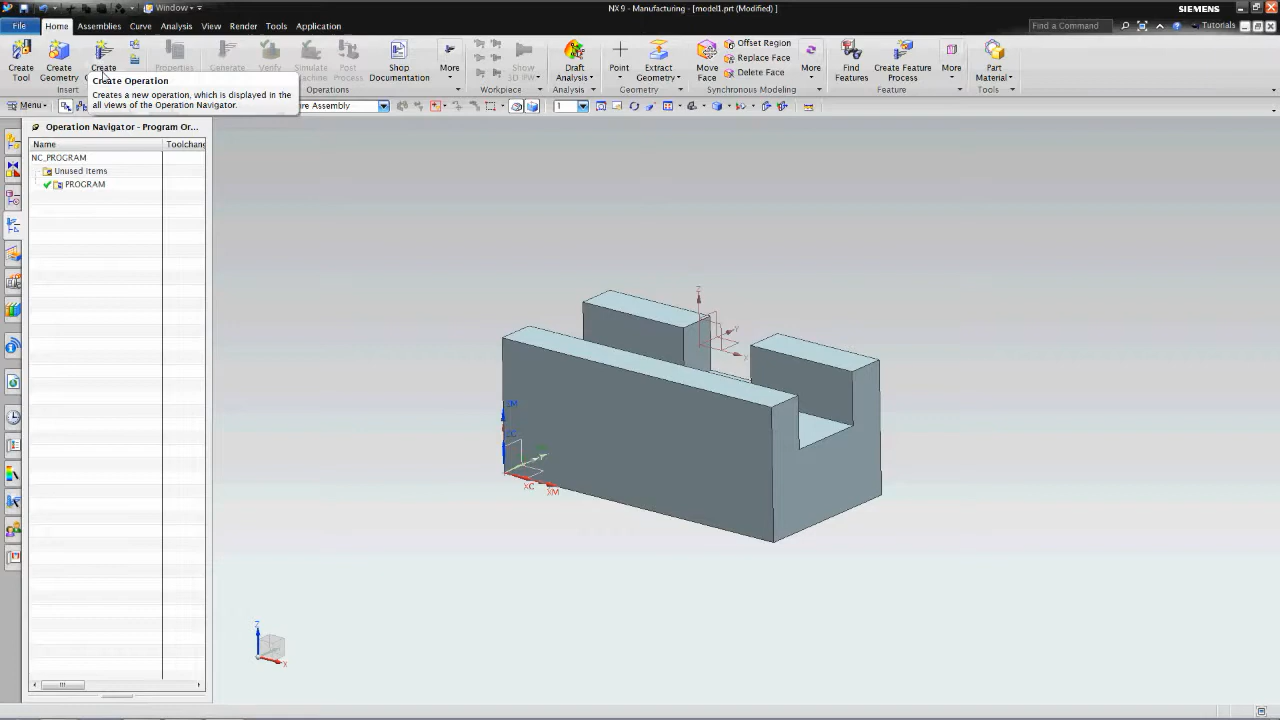 Window
NX 9 - Manufacturing - [model1.prt (Modified) ]
SIEMENS
File Home Assemblies Curve Analysis View Render Tools Application
Find a Command
Tutorials
Create Tool
Create Geometry
Create
Properties
Generate
Verify
Simulate Machine
Post Process
Shop Documentation
More
Show 3D IPW
Draft Analysis
Point
Extract Geometry
Move Face
Offset Region
Replace Face
Delete Face
More
Find Features
Create Feature Process
More
Part Material
Insert
Operations
Workpiece
Analysis
Geometry
Synchronous Modeling
Feature
Tools
Create Operation
Creates a new operation, which is displayed in the
all views of the Operation Navigator.
Menu
re Assembly
1
Operation Navigator - Program Or...
Name
Toolchang
NC_PROGRAM
Unused Items
PROGRAM
Z
Y
X
ZM
ZC
XC
XM
Z
X